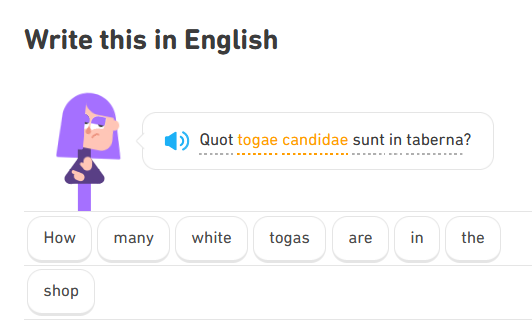 Write this in English
Quot togae candidae sunt in taberna?
How many white togas are in the
shop